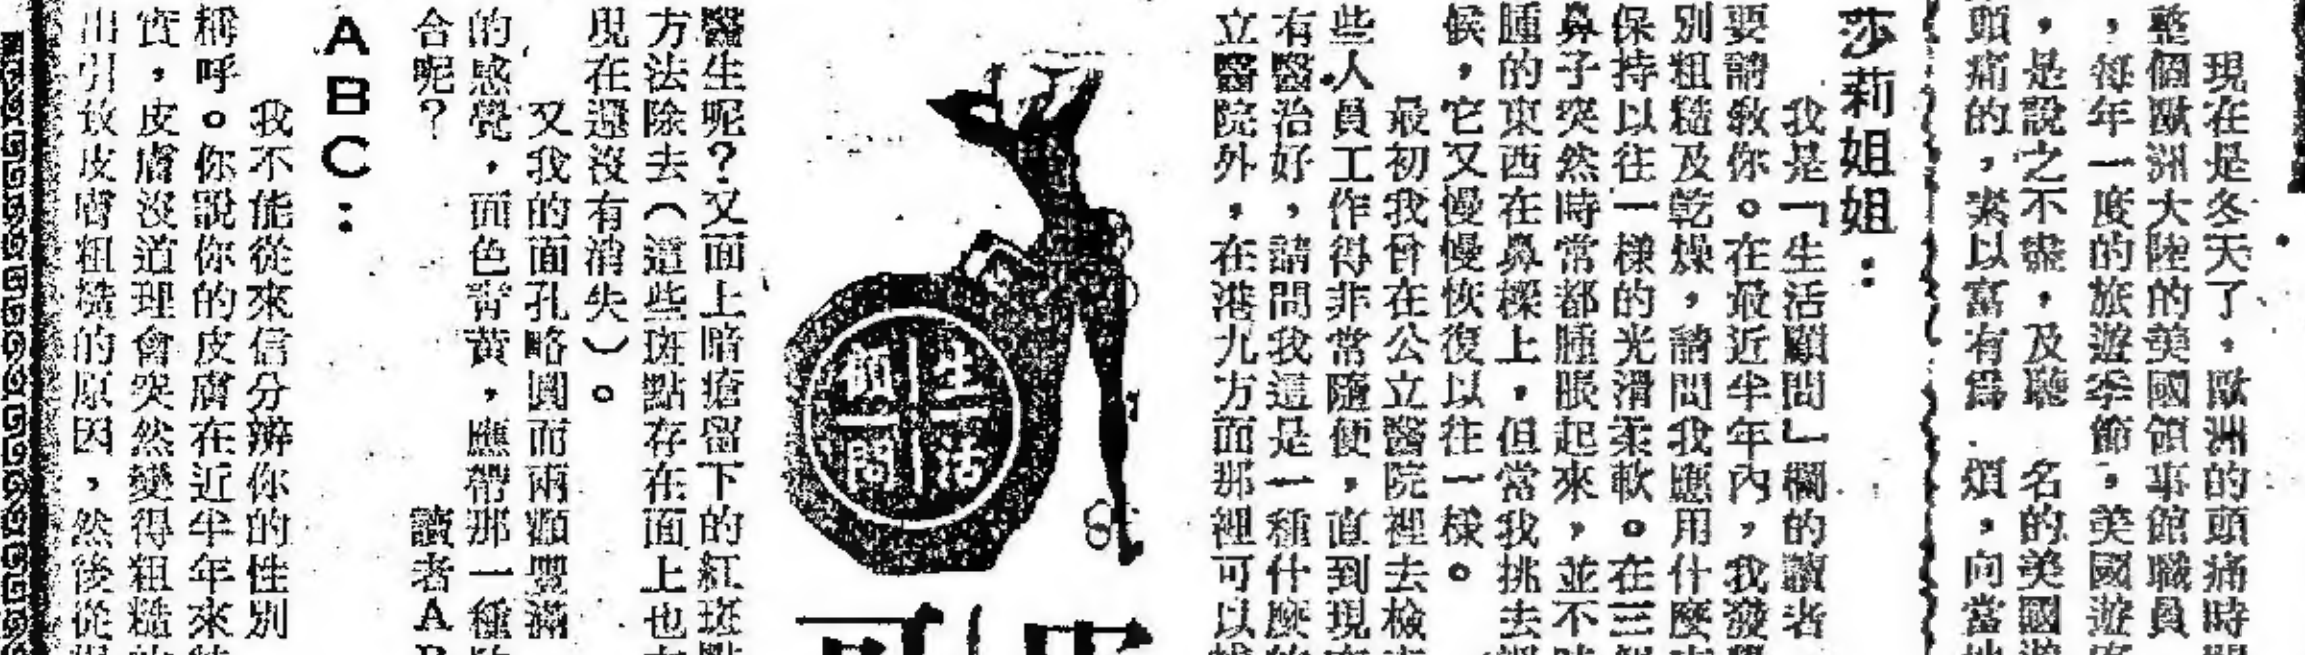 現在是冬天了,歐洲的頭痛時
整個歐洲大陸的美國領事館職員
,每年一度的旅遊季節,美國遊
,是說之不盡,及聽 名的美國遊
頭痛的,素以富有爲 煩,向當地
莎莉姐姐:
我是「生活顧問」欄的讀者
要請教你。在最近半年內,我發覺
別粗糙及乾燥,請問我應用什麼
保持以往一樣的光滑柔軟。在三個
鼻子突然時常都腫脹起來,並不
腫的東西在鼻樑上,但當我挑去
候,它又慢慢恢復以往一樣。
最初我曾在公立醫院裡去檢
些人員工作得非常隨便,直到現
有醫治好,請問我這是一種什麼
立醫院外,在港九方面那裡可以
生活
顧問
醫生呢?又面上暗瘡留下的紅斑點
方法除去(這些斑點存在面上也
現在還沒有消失)。
又我的面孔略圓而兩頰豐滿
的感覺,面色青黃,應帶那一種
合呢?
讀者AB
ABC:
我不能從來信分辨你的性別
稱呼。你說你的皮膚在近半年來
實,皮膚沒道理會突然變得粗糙
出引致皮膚粗糙的原因,然後從